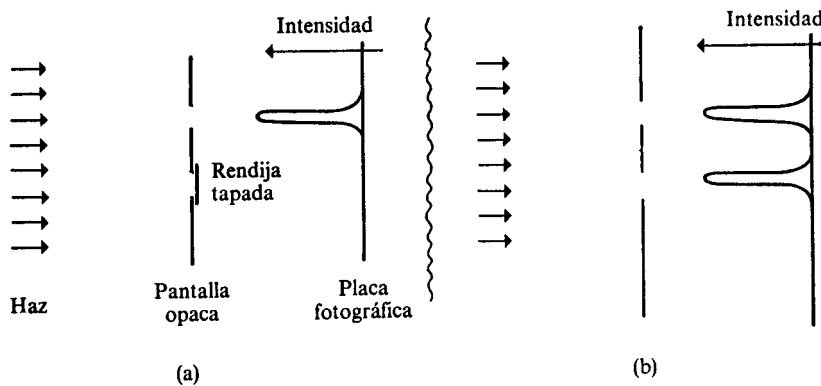 Intensidad
Rendija
tapada
Haz
Pantalla
opaca
Placa
fotográfica
(a)
Intensidad
(b)